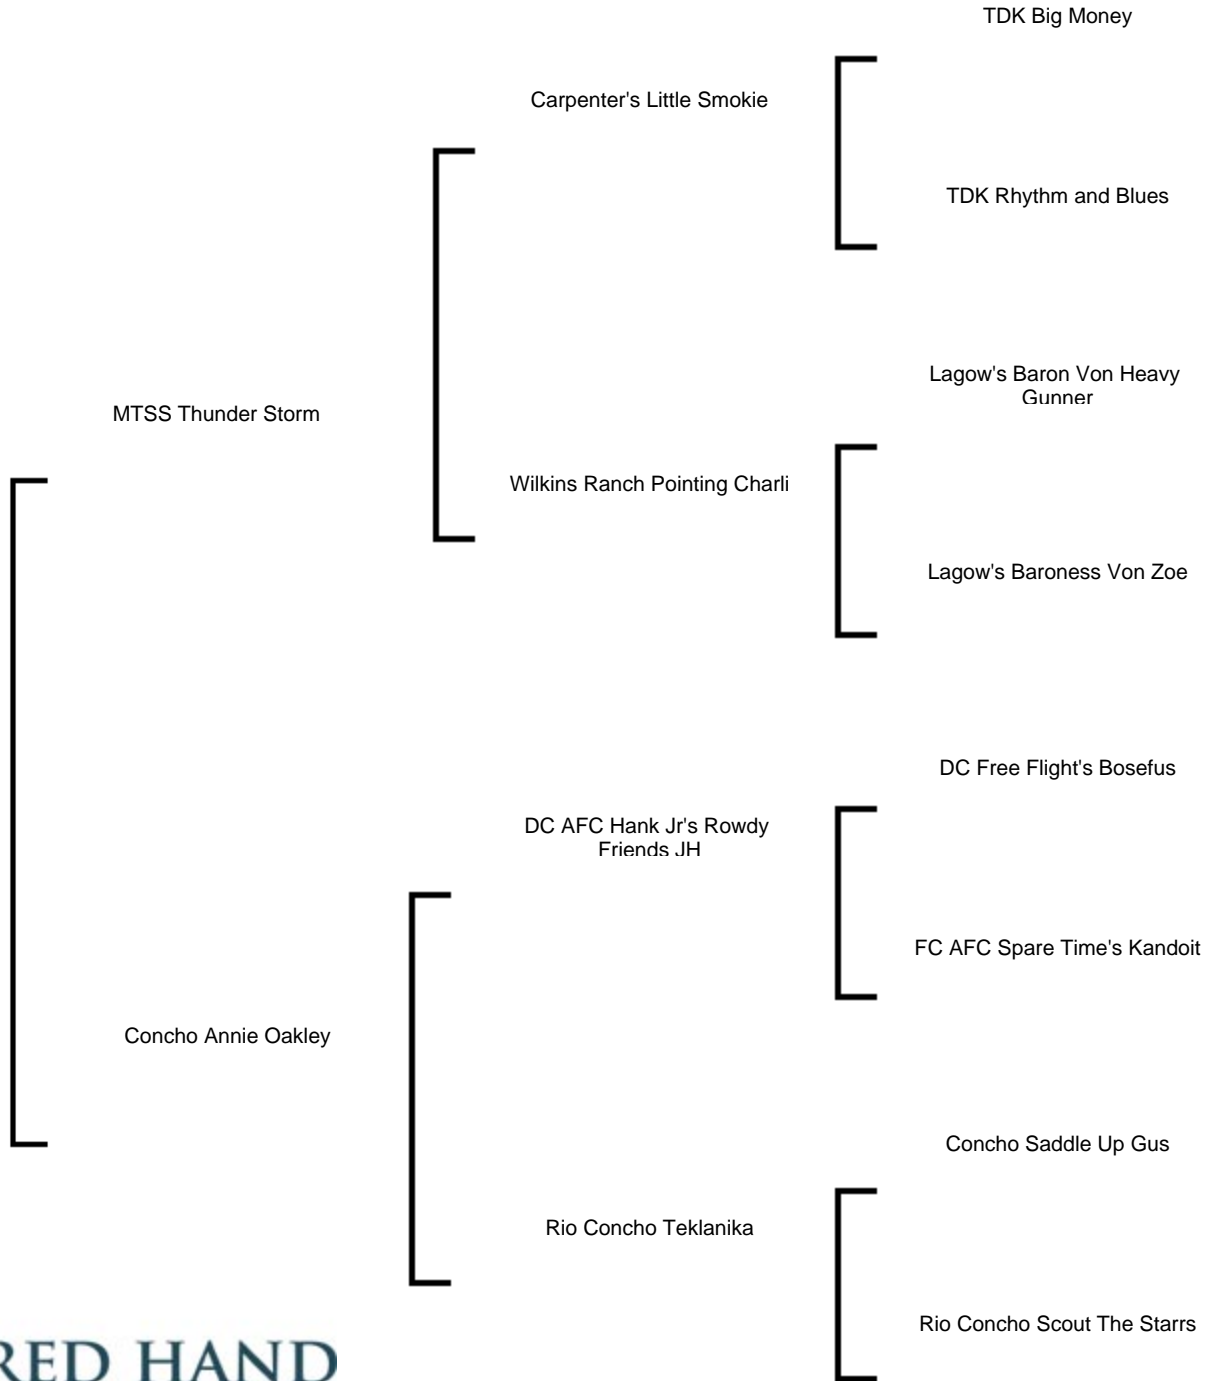 TDK Big Money
Carpenter's Little Smokie
TDK Rhythm and Blues
Lagow's Baron Von Heavy
Gunner
MTSS Thunder Storm
Wilkins Ranch Pointing Charli
Lagow's Baroness Von Zoe
DC Free Flight's Bosefus
DC AFC Hank Jr's Rowdy
Friends JH
FC AFC Spare Time's Kandoit
Concho Annie Oakley
Concho Saddle Up Gus
Rio Concho Teklanika
Rio Concho Scout The Starrs
RED HAND